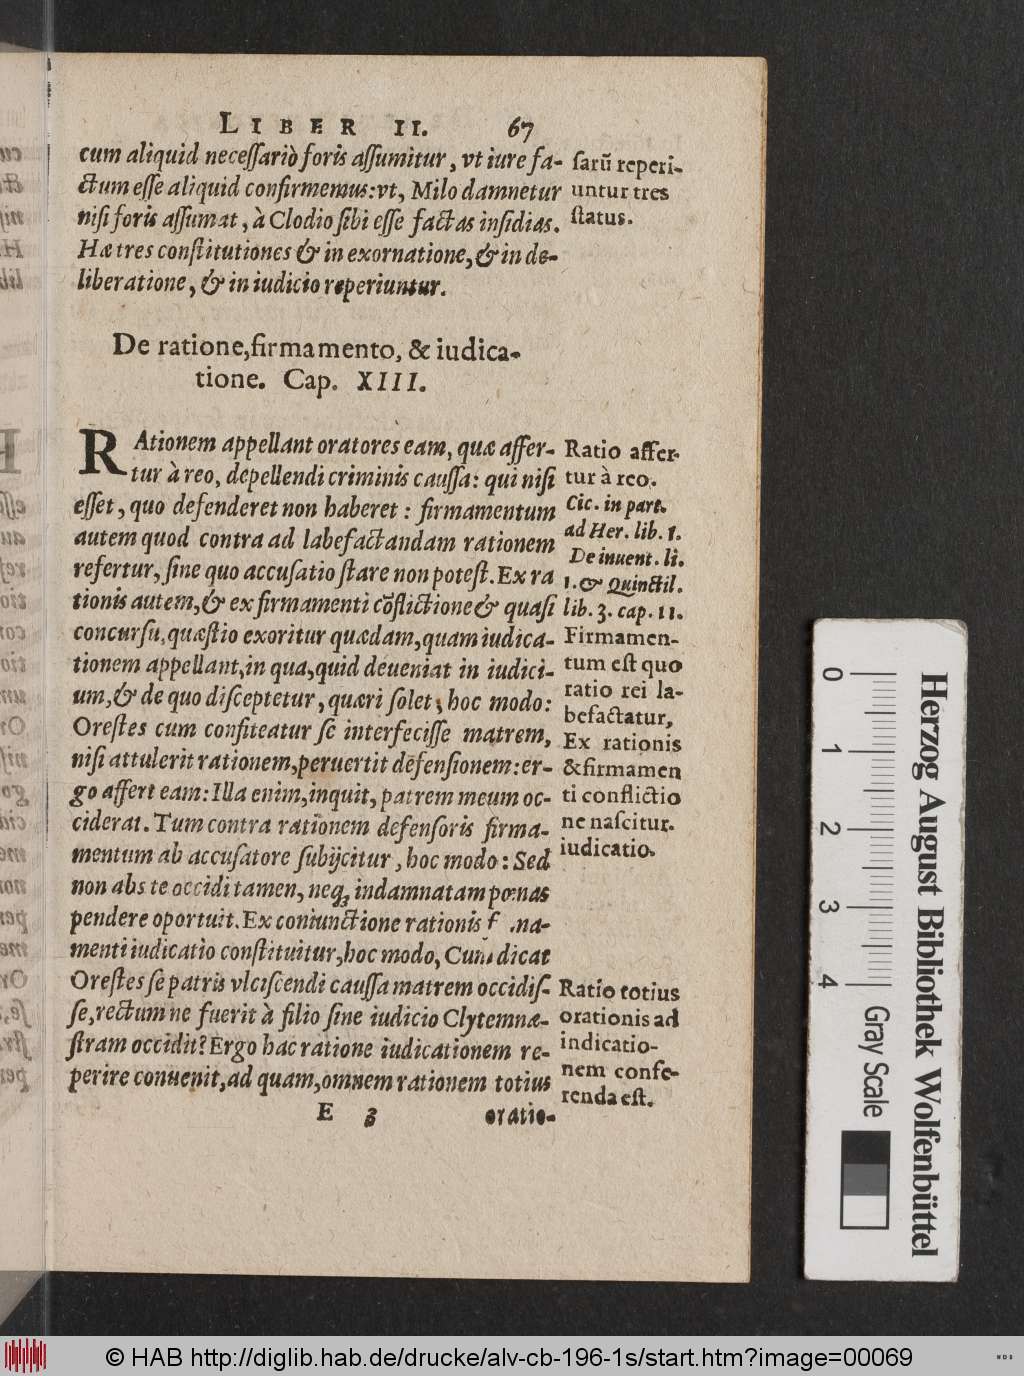 LIBER II. 67
cum aliquid necessariò foris assumitur, vt iure fa-
ctum esse aliquid confirmemus: vt, Milo damnetur
nisi foris assumat, à Clodio sibi esse factas insidias.
Hæ tres constitutiones & in exornatione, & in de-
liberatione, & in iudicio reperiuntur.
sarũ reperi-
untur tres
status.
De ratione, firmamento, & iudica-
tione. Cap. XIII.
RAtionem appellant oratores eam, quæ affer-
tur à reo, depellendi criminis caussa: qui nisi
esset, quo defenderet non haberet: firmamentum
autem quod contra ad labefactandam rationem
refertur, sine quo accusatio stare non potest. Ex ra
tionis autem, & ex firmamenti cõflictione & quasi
concursu, quæstio exoritur quædam, quam iudica-
tionem appellant, in qua, quid deueniat in iudici-
um, & de quo disceptetur, quæri solet, hoc modo:
Orestes cum confiteatur se interfecisse matrem,
nisi attulerit rationem, peruertit defensionem: er-
go affert eam: Illa enim, inquit, patrem meum oc-
ciderat. Tum contra rationem defensoris firma-
mentum ab accusatore subijcitur, hoc modo: Sed
non abs te occidi tamen, neq; indamnatam pœnas
pendere oportuit. Ex coniunctione rationis f .na-
menti iudicatio constituitur, hoc modo, Cum dicat
Orestes se patris vlciscendi caussa matrem occidis-
se, rectum ne fuerit à filio sine iudicio Clytemnæ-
stram occidi? Ergo hac ratione iudicationem re-
perire conuenit, ad quam, omnem rationem totius
E 3 oratio-
Ratio affer-
tur à reo.
Cic. in part.
ad Her. lib. 1.
De inuent. li.
1. & Quinctil.
lib. 3. cap. 11.
Firmamen-
tum est quo
ratio rei la-
befactatur,
Ex rationis
& firmamen
ti conflictio
ne nascitur.
iudicatio.
Ratio totius
orationis ad
indicatio-
nem confe-
renda est.
0 1 2 3 4
Gray Scale
Herzog August Bibliothek Wolfenbüttel
© HAB http://diglib.hab.de/drucke/alv-cb-196-1s/start.htm?image=00069